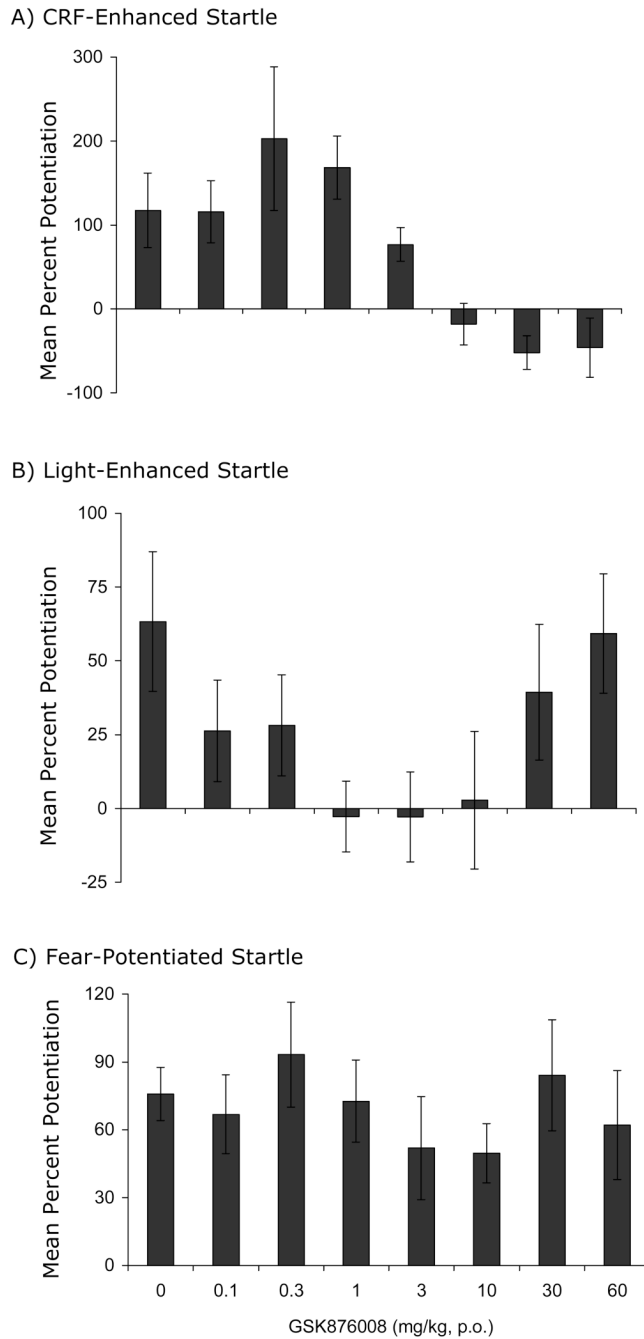 A) CRF-Enhanced Startle
300
200
100
0
-100
Mean Percent Potentiation
B) Light-Enhanced Startle
100
75
50
25
0
-25
Mean Percent Potentiation
C) Fear-Potentiated Startle
120
90
60
30
0
Mean Percent Potentiation
0 0.1 0.3 1 3 10 30 60
GSK876008 (mg/kg, p.o.)